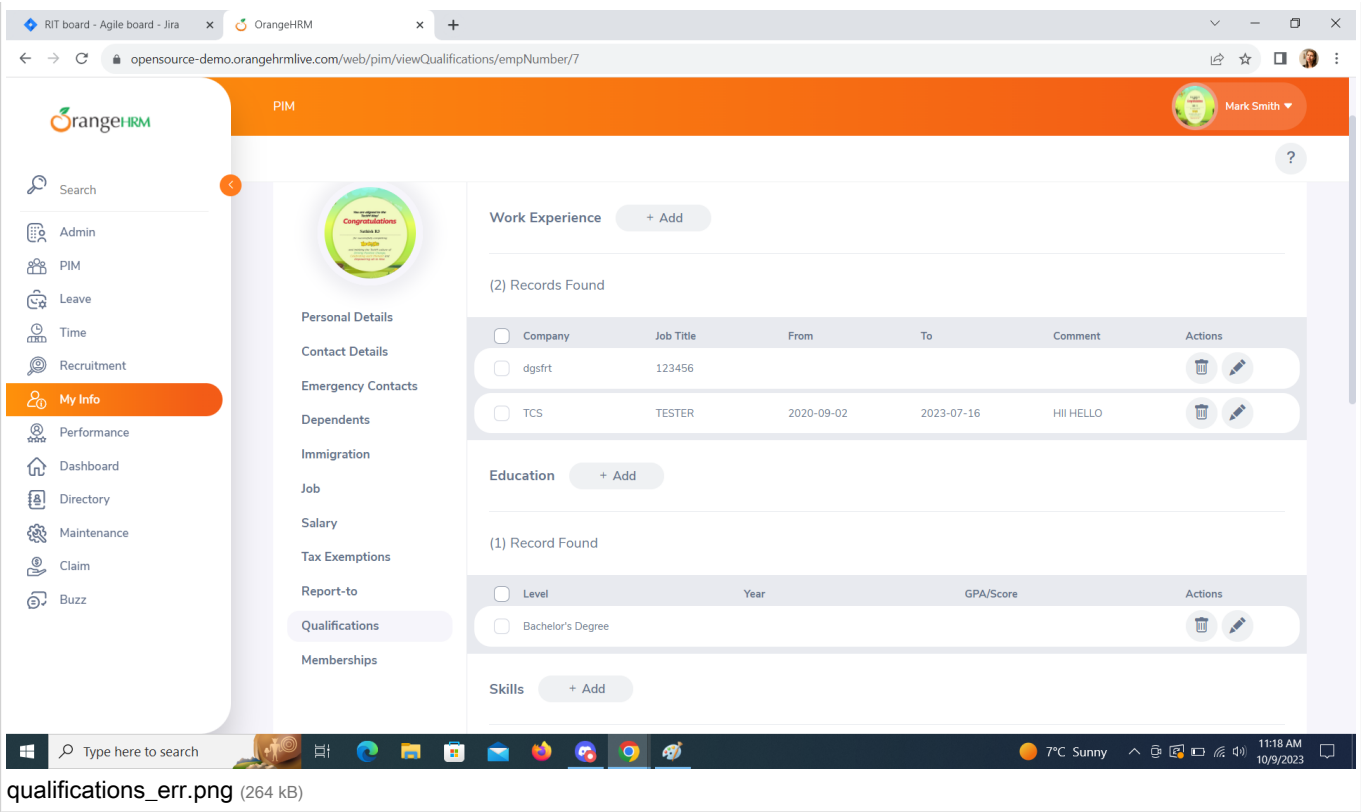 RIT board - Agile board - Jira
OrangeHRM
opensource-demo.orangehrmlive.com/web/pim/viewQualifications/empNumber/7
OrangeHRM
PIM
Mark Smith
?
Search
Admin
PIM
Leave
Time
Recruitment
My Info
Performance
Dashboard
Directory
Maintenance
Claim
Buzz
Congratulations
Personal Details
Contact Details
Emergency Contacts
Dependents
Immigration
Job
Salary
Tax Exemptions
Report-to
Qualifications
Memberships
Work Experience + Add
(2) Records Found
Company Job Title From To Comment Actions
dgsfrt 123456
TCS TESTER 2020-09-02 2023-07-16 HII HELLO
Education + Add
(1) Record Found
Level Year GPA/Score Actions
Bachelor's Degree
Skills + Add
Type here to search
7°C Sunny
11:18 AM
10/9/2023
qualifications_err.png (264 kB)